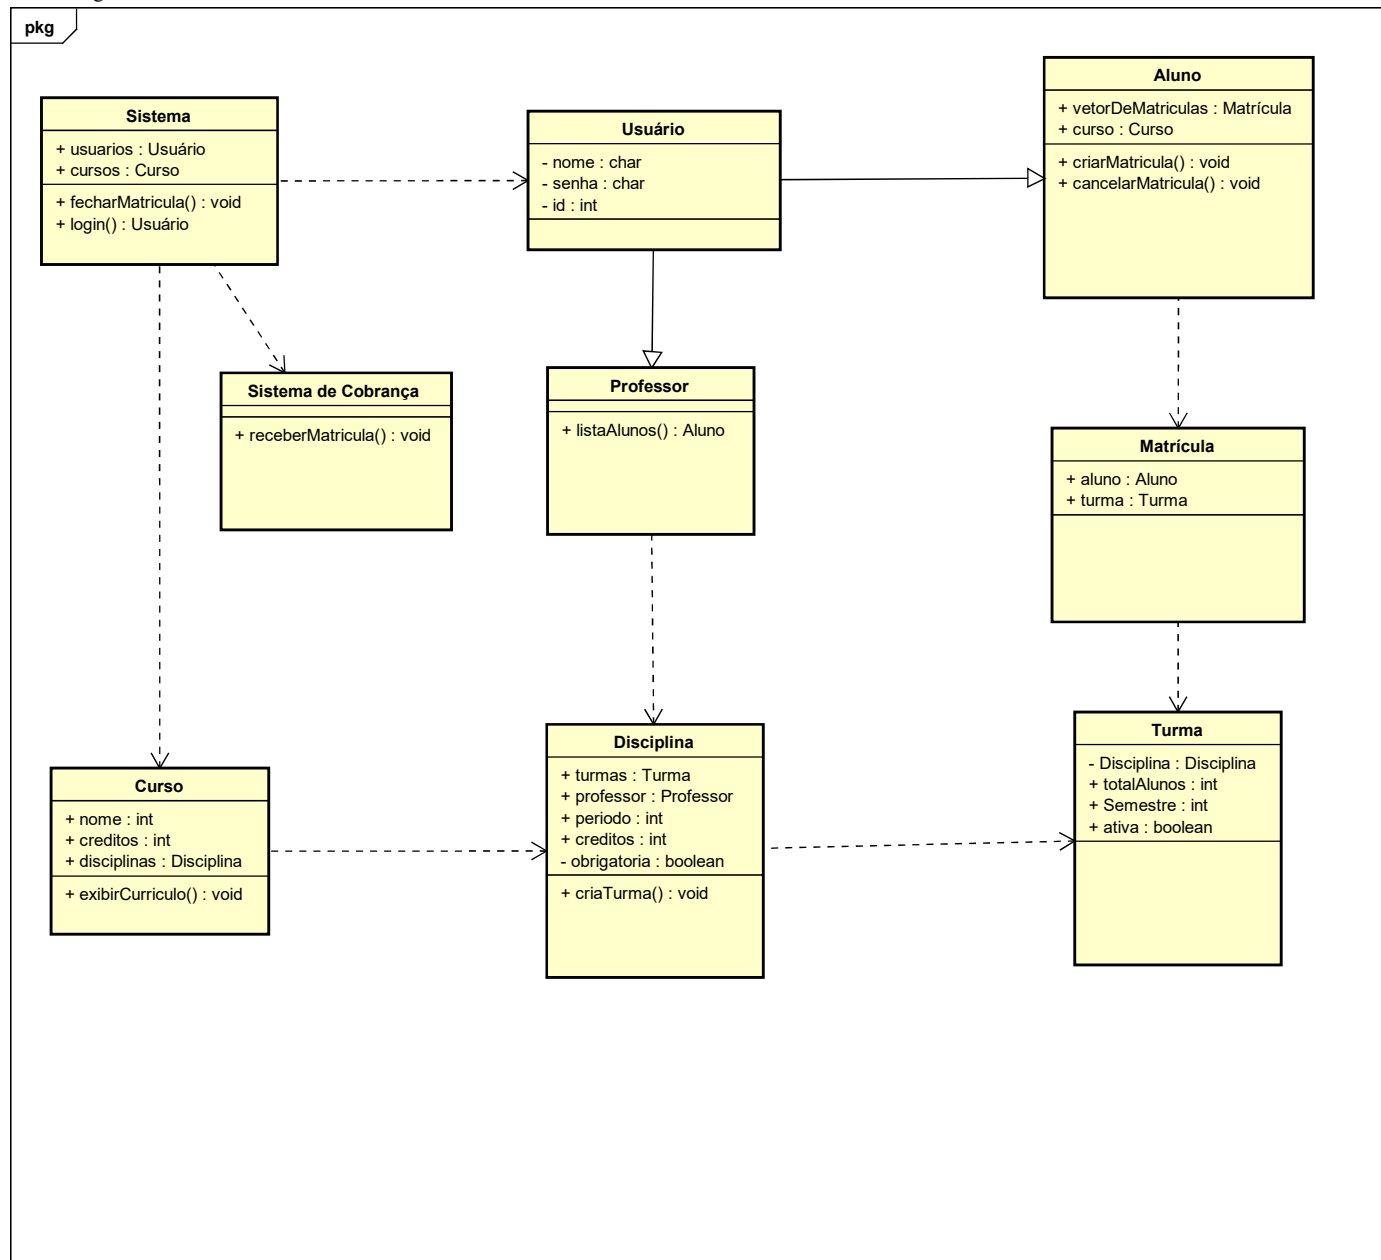 pkg
Sistema
+ usuarios : Usuário
+ cursos : Curso
+ fecharMatricula() : void
+ login() : Usuário
Usuário
- nome : char
- senha : char
- id : int
Aluno
+ vetorDeMatriculas : Matrícula
+ curso : Curso
+ criarMatricula() : void
+ cancelarMatricula() : void
Sistema de Cobrança
+ receberMatricula() : void
Professor
+ listaAlunos() : Aluno
Matrícula
+ aluno : Aluno
+ turma : Turma
Curso
+ nome : int
+ creditos : int
+ disciplinas : Disciplina
+ exibirCurriculo() : void
Disciplina
+ turmas : Turma
+ professor : Professor
+ periodo : int
+ creditos : int
- obrigatoria : boolean
+ criaTurma() : void
Turma
- Disciplina : Disciplina
+ totalAlunos : int
+ Semestre : int
+ ativa : boolean